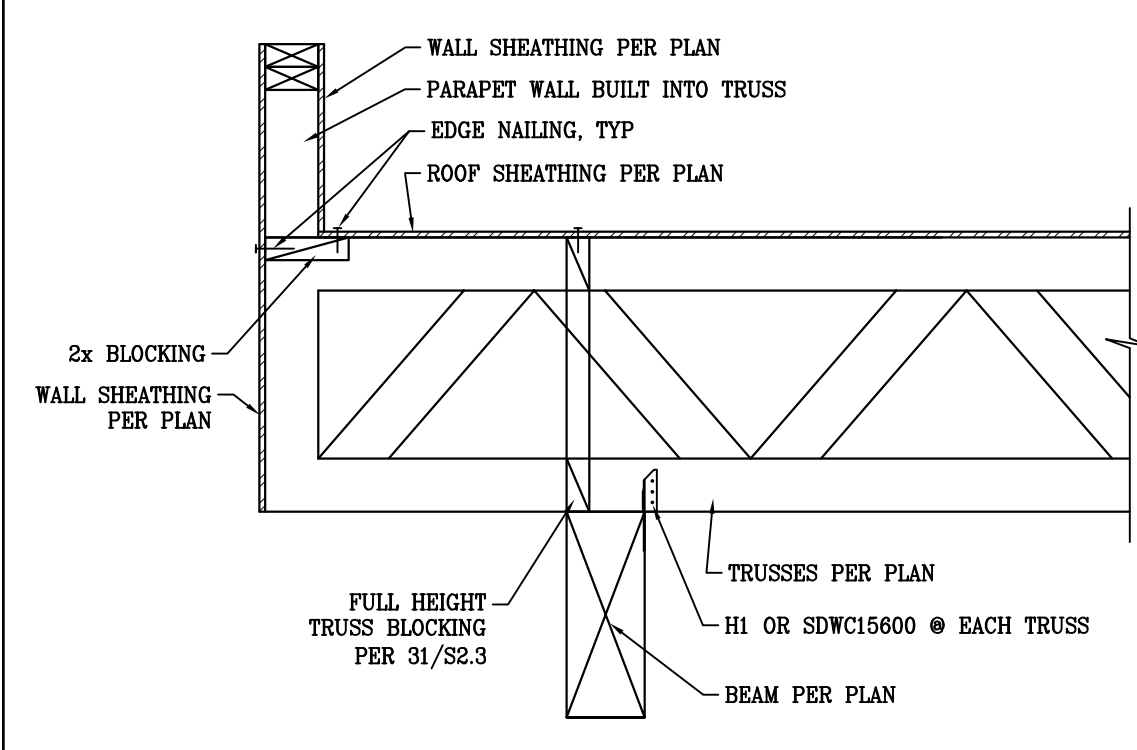 WALL SHEATHING PER PLAN
PARAPET WALL BUILT INTO TRUSS
EDGE NAILING, TYP
ROOF SHEATHING PER PLAN
2x BLOCKING
WALL SHEATHING
PER PLAN
FULL HEIGHT
TRUSS BLOCKING
PER 31/S2.3
TRUSSES PER PLAN
H1 OR SDWC15600 @ EACH TRUSS
BEAM PER PLAN